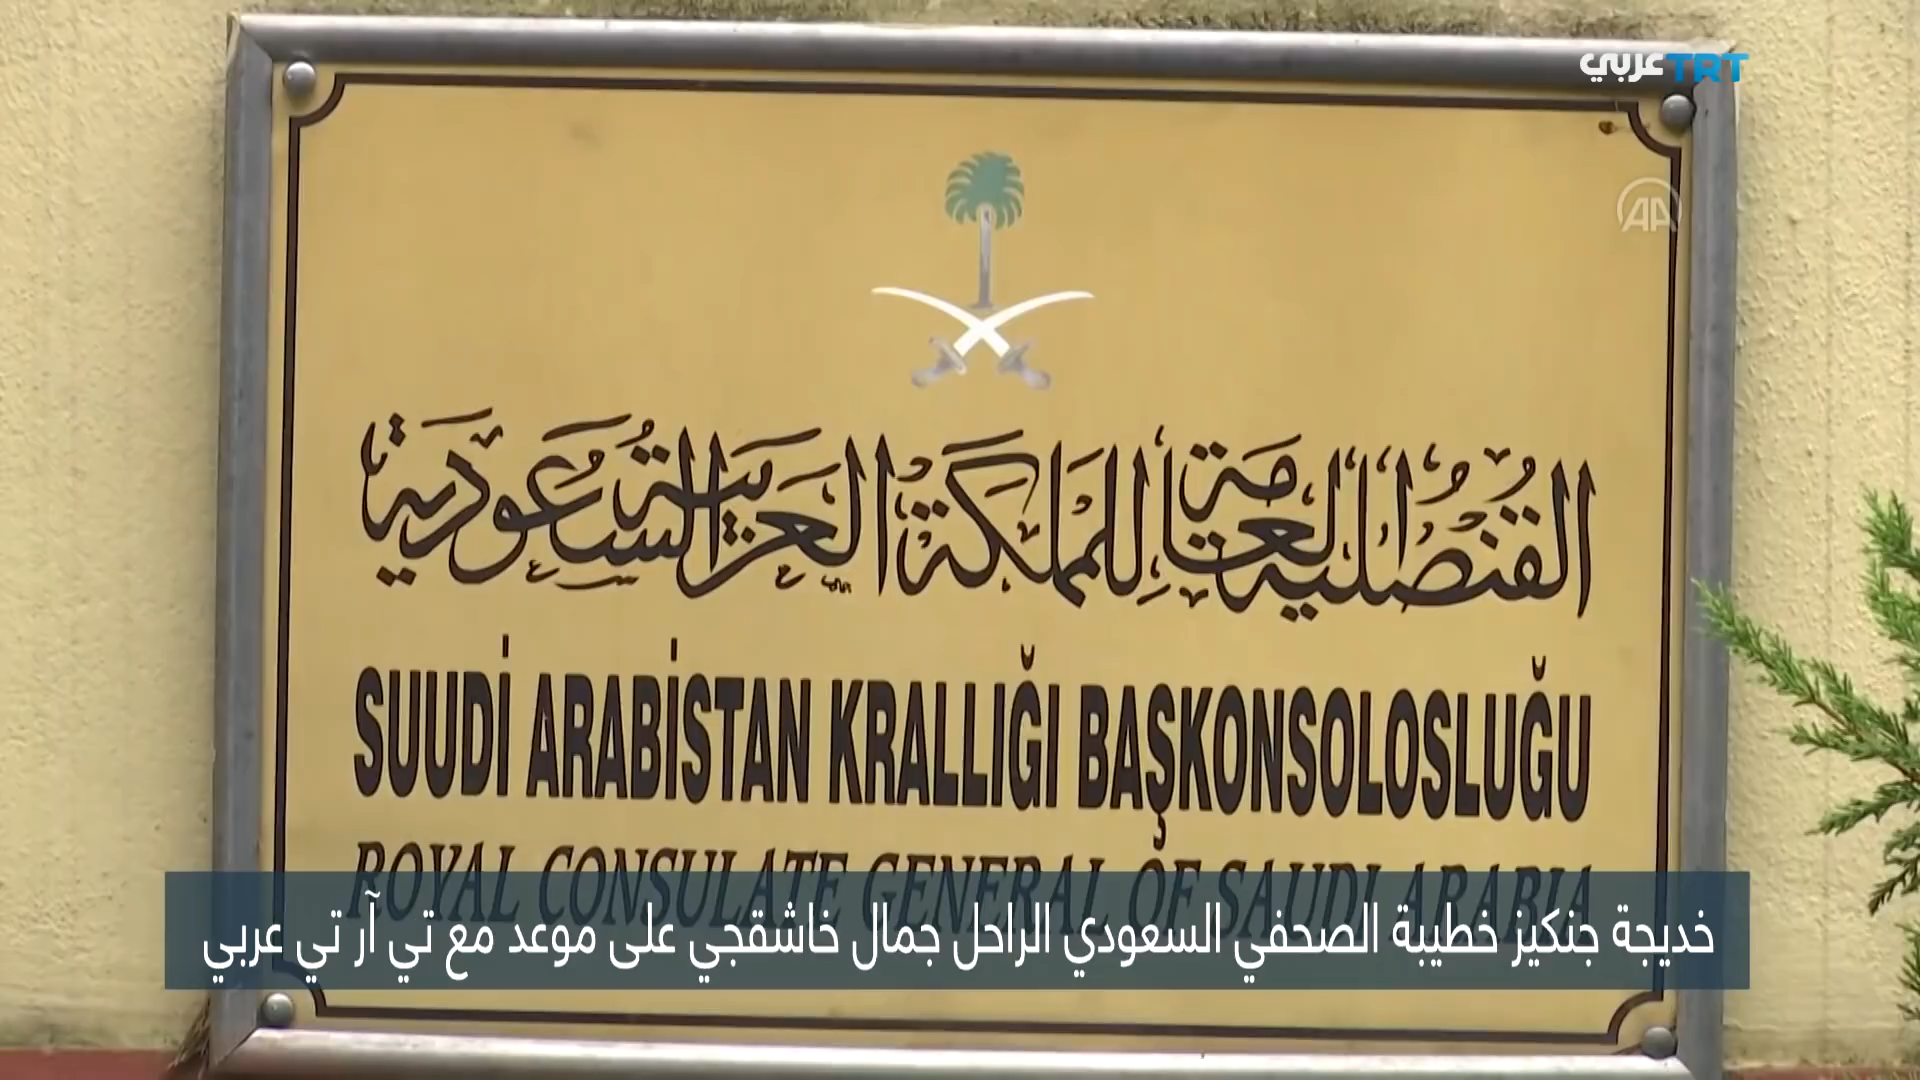 TRT عربي
AA
القنصلية العامة للمملكة العربية السعودية
SUUDİ ARABİSTAN KRALLIĞI BAŞKONSOLOSLUĞU
ROYAL CONSULATE GENERAL OF SAUDI ARABIA
خديجة جنكيز خطيبة الصحفي السعودي الراحل جمال خاشقجي على موعد مع تي آر تي عربي